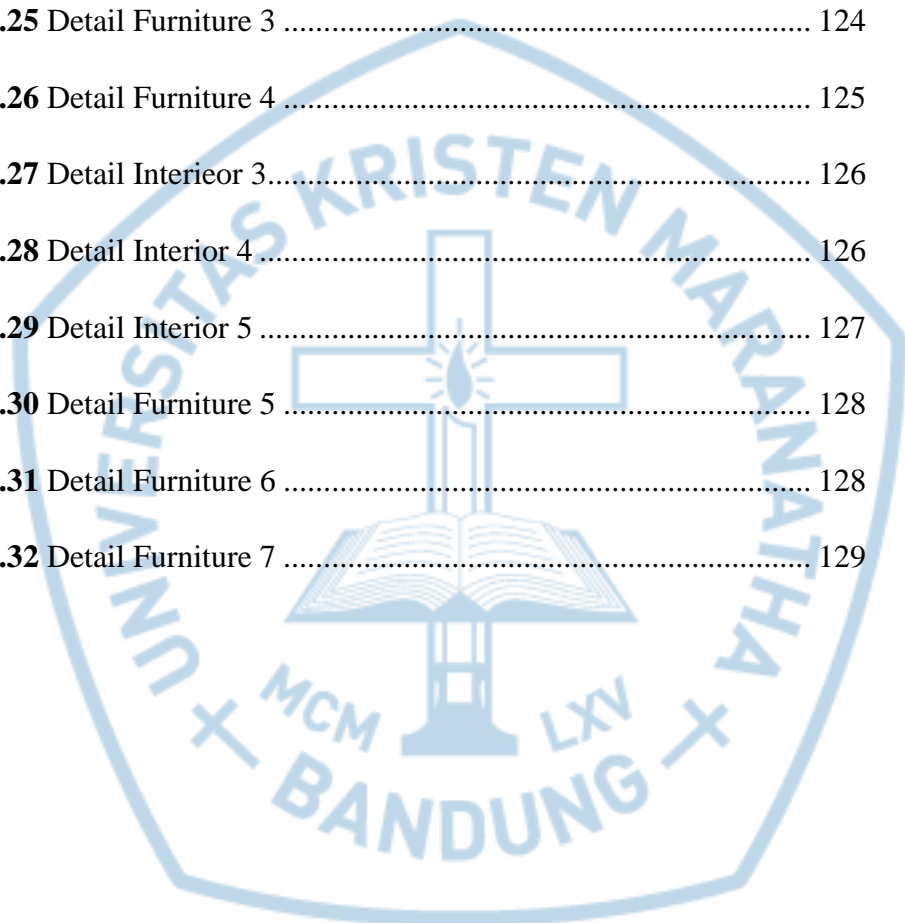 .25 Detail Furniture 3 .................................................................. 124
.26 Detail Furniture 4 .................................................................. 125
.27 Detail Interieor 3.................................................................... 126
.28 Detail Interior 4 ..................................................................... 126
.29 Detail Interior 5 ..................................................................... 127
.30 Detail Furniture 5 .................................................................. 128
.31 Detail Furniture 6 .................................................................. 128
.32 Detail Furniture 7 .................................................................. 129
UNIVERSITAS KRISTEN MARANATHA
MCM LXV
BANDUNG